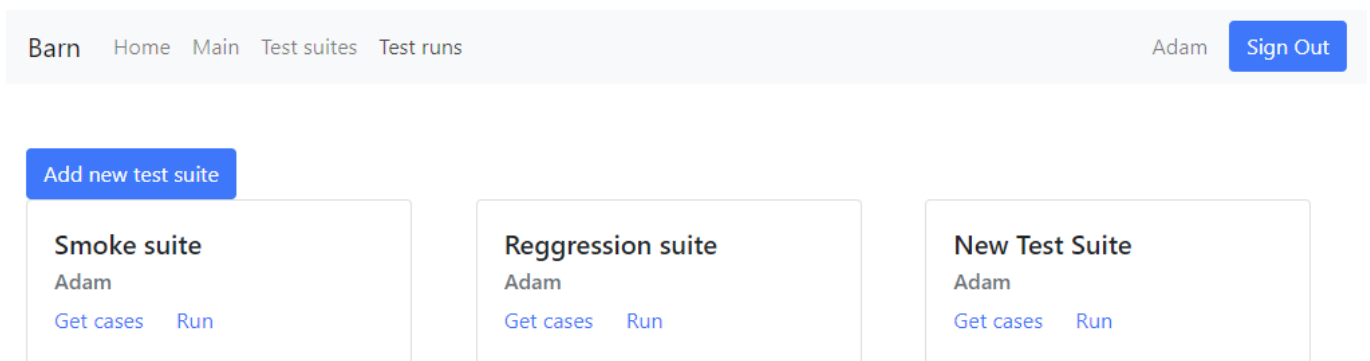 Barn Home Main Test suites Test runs Adam Sign Out
Add new test suite
Smoke suite
Adam
Get cases Run
Reggression suite
Adam
Get cases Run
New Test Suite
Adam
Get cases Run